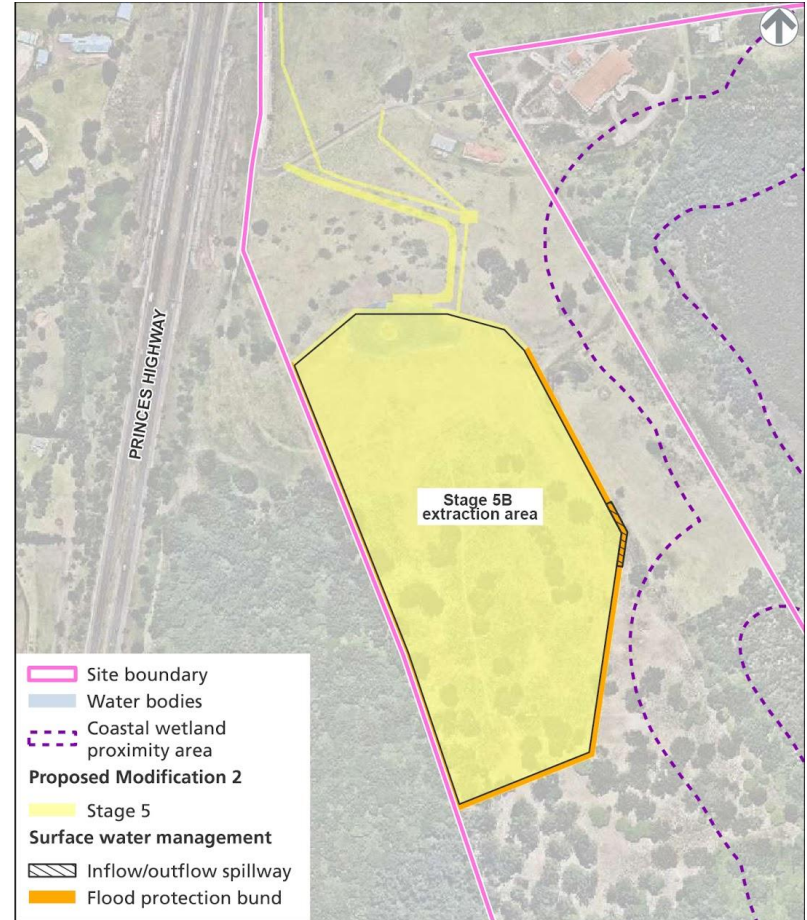 PRINCES HIGHWAY
Stage 5B
extraction area
Site boundary
Water bodies
Coastal wetland
proximity area
Proposed Modification 2
Stage 5
Surface water management
Inflow/outflow spillway
Flood protection bund